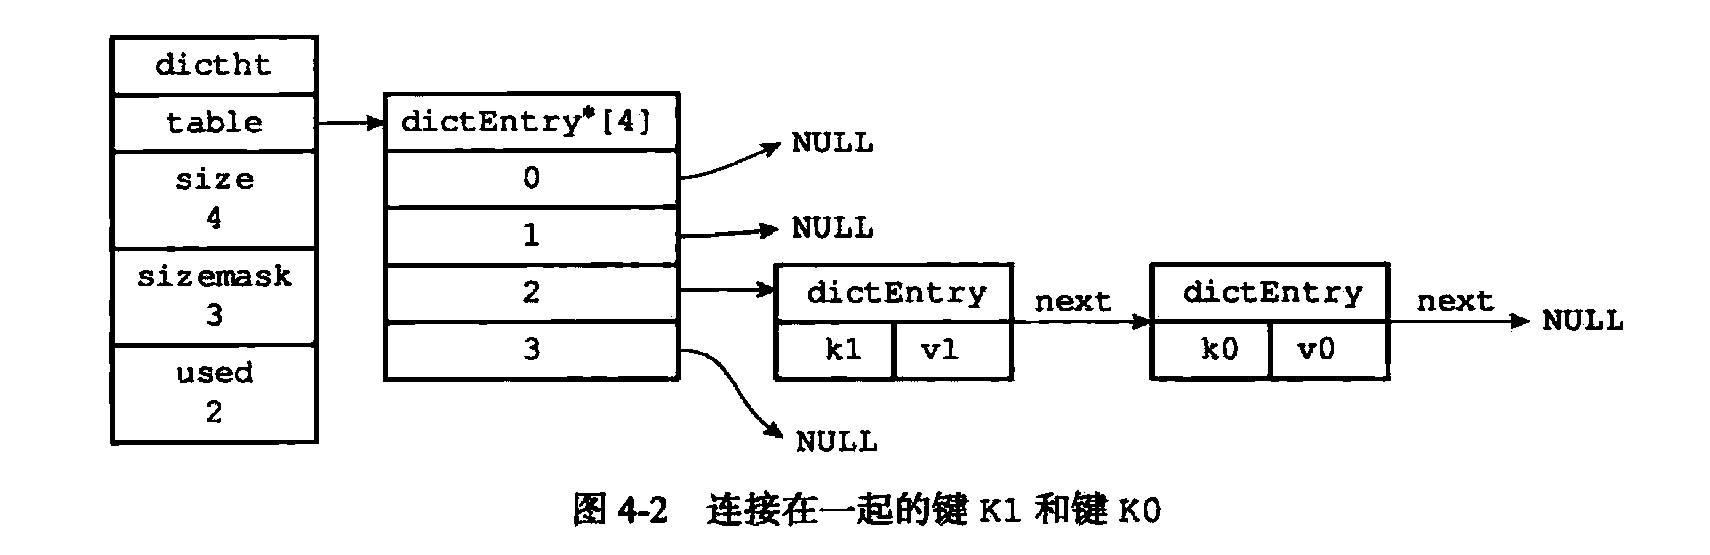 dictht
table
size
4
sizemask
3
used
2
dictEntry*[4]
0
1
2
3
NULL
NULL
dictEntry
k1 v1
next
dictEntry
k0 v0
next
NULL
NULL
图 4-2 连接在一起的键 K1 和键 K0